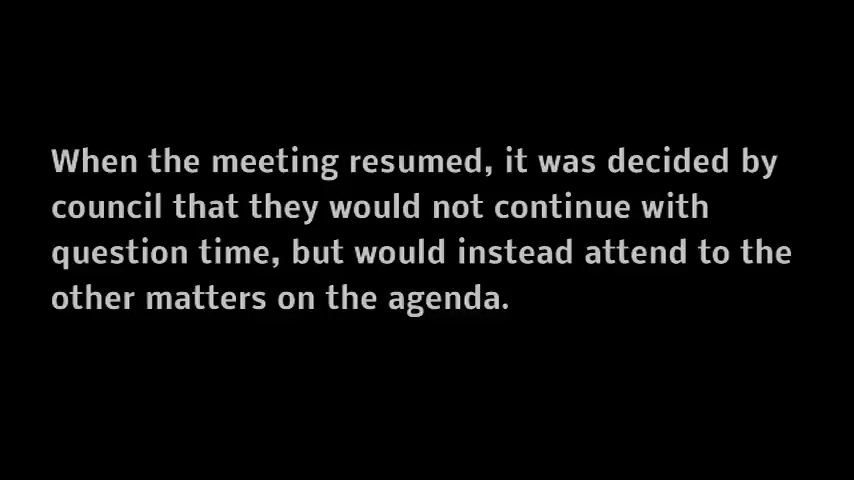 When the meeting resumed, it was decided by
council that they would not continue with
question time, but would instead attend to the
other matters on the agenda.